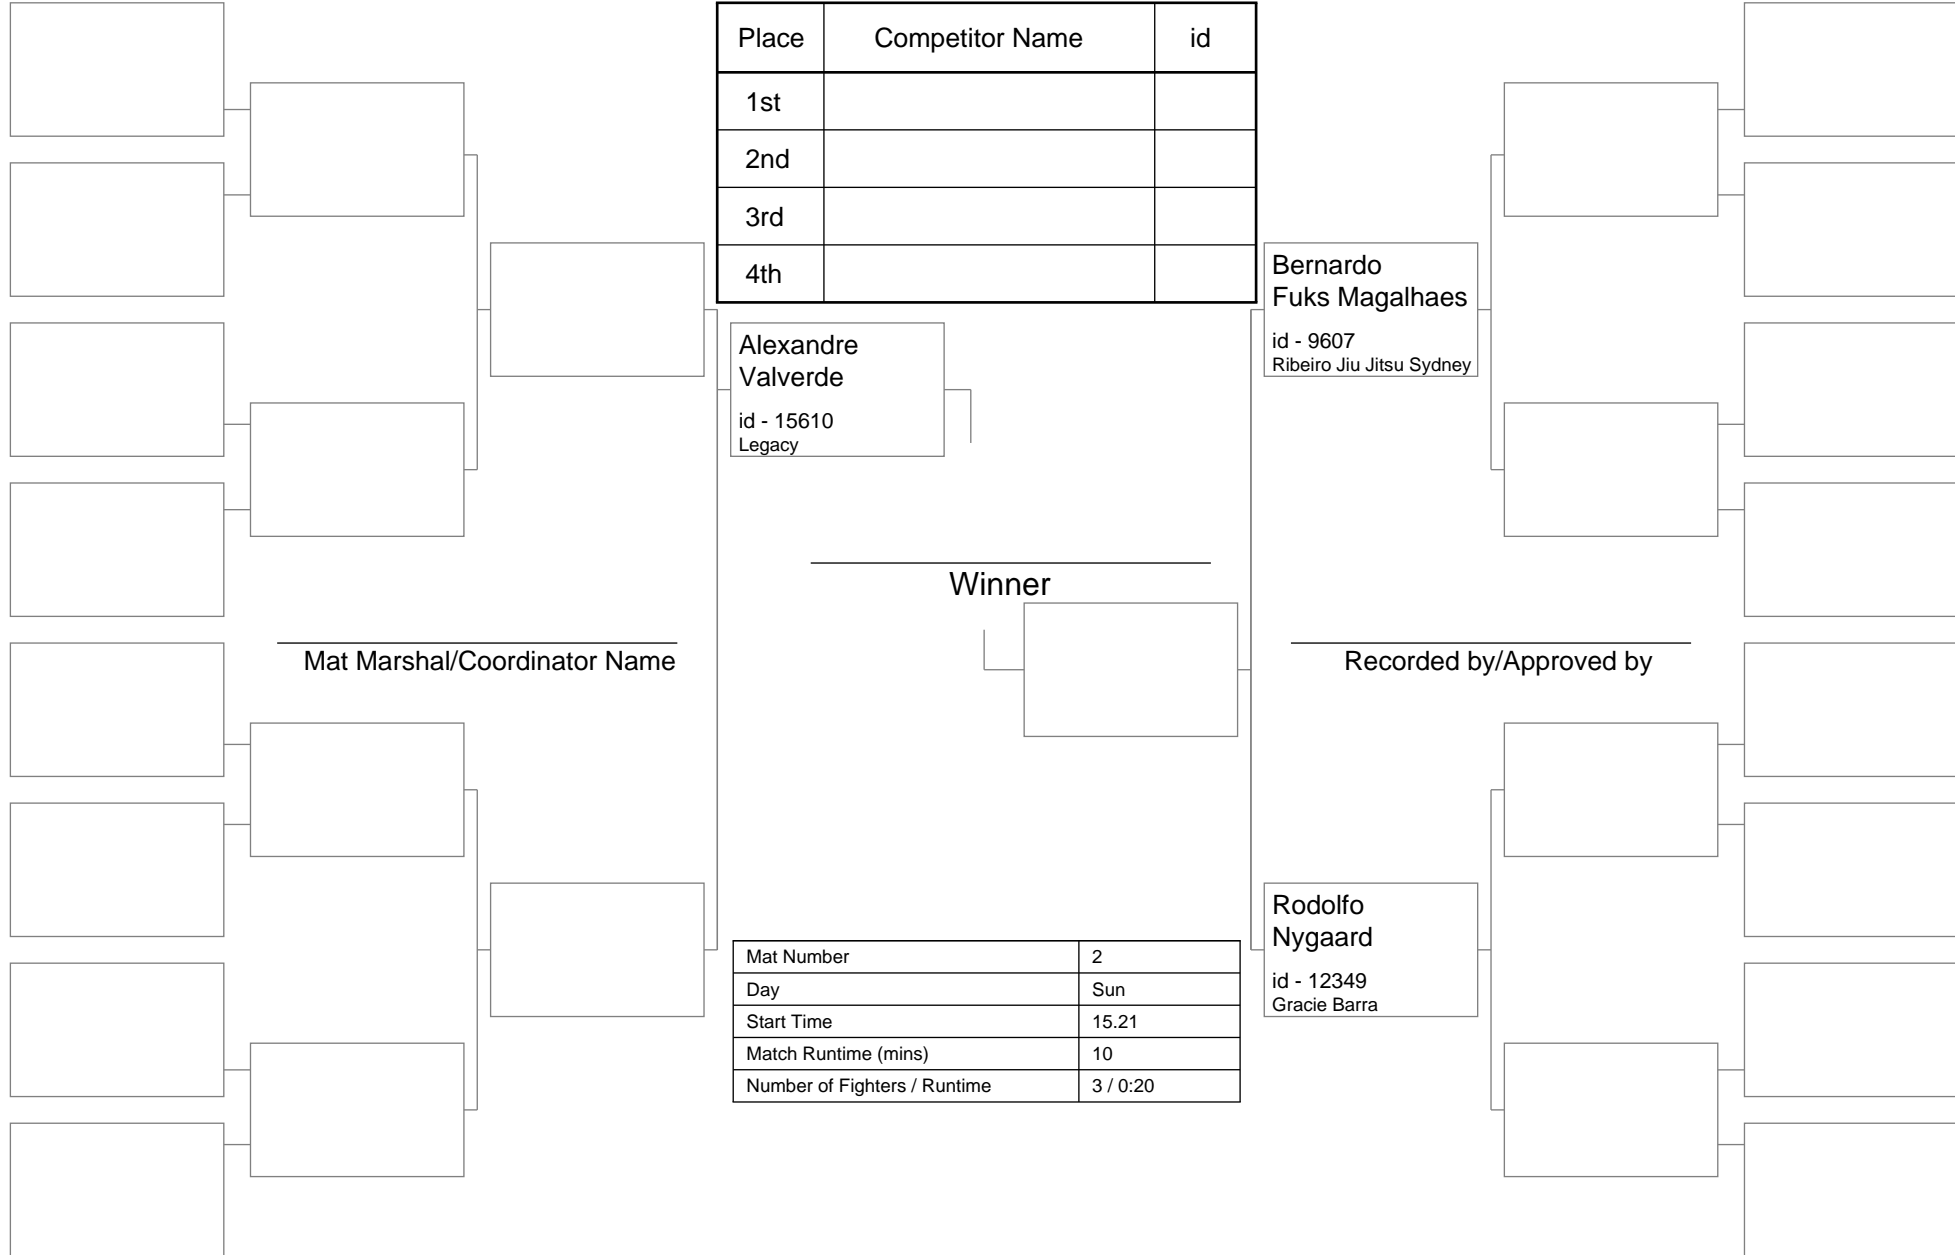 Place Competitor Name id
1st
2nd
3rd
4th
Alexandre
Valverde
id - 15610
Legacy
Bernardo
Fuks Magalhaes
id - 9607
Ribeiro Jiu Jitsu Sydney
Winner
Mat Marshal/Coordinator Name
Recorded by/Approved by
Rodolfo
Nygaard
id - 12349
Gracie Barra
Mat Number 2
Day Sun
Start Time 15.21
Match Runtime (mins) 10
Number of Fighters / Runtime 3 / 0:20